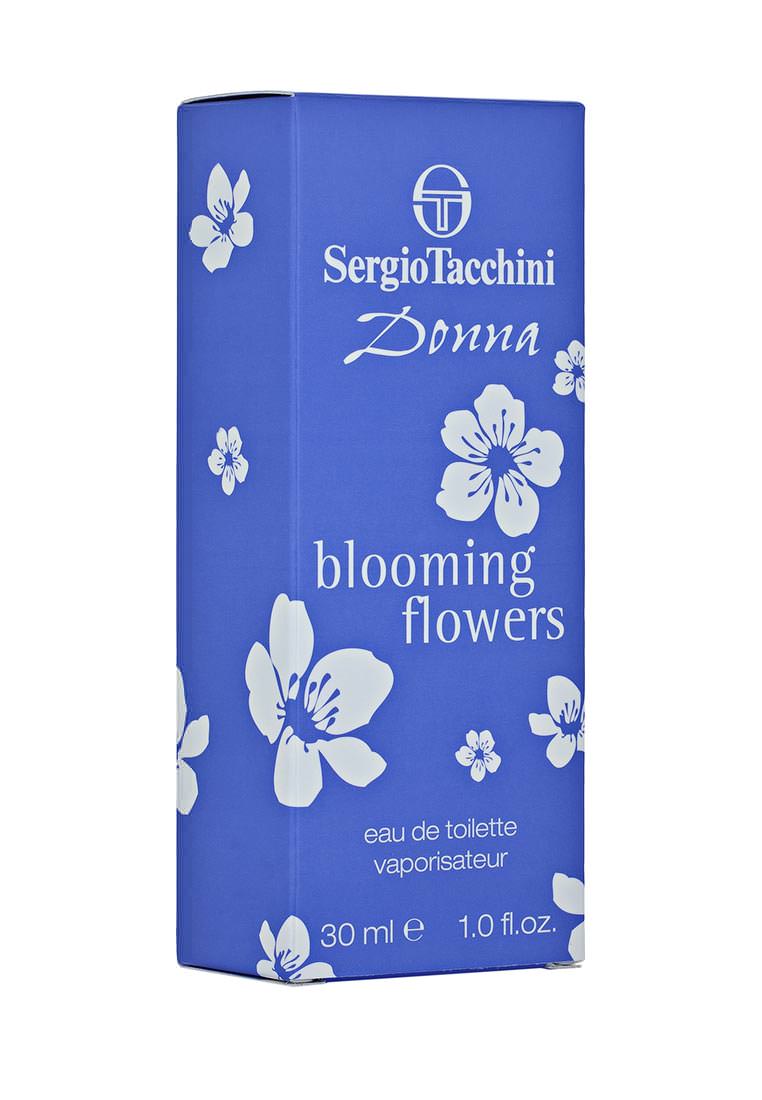 SergioTacchini
Donna
blooming
flowers
eau de toilette
vaporisateur
30 ml ℮ 1.0 fl.oz.